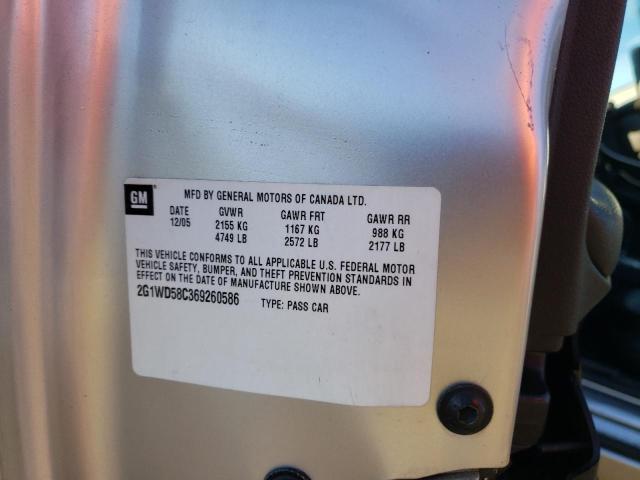 GM
MFD BY GENERAL MOTORS OF CANADA LTD.
DATE GVWR GAWR FRT GAWR RR
12/05 2155 KG 1167 KG 988 KG
4749 LB 2572 LB 2177 LB
THIS VEHICLE CONFORMS TO ALL APPLICABLE U.S. FEDERAL MOTOR
VEHICLE SAFETY, BUMPER, AND THEFT PREVENTION STANDARDS IN
EFFECT ON THE DATE OF MANUFACTURE SHOWN ABOVE.
2G1WD58C369260586 TYPE: PASS CAR